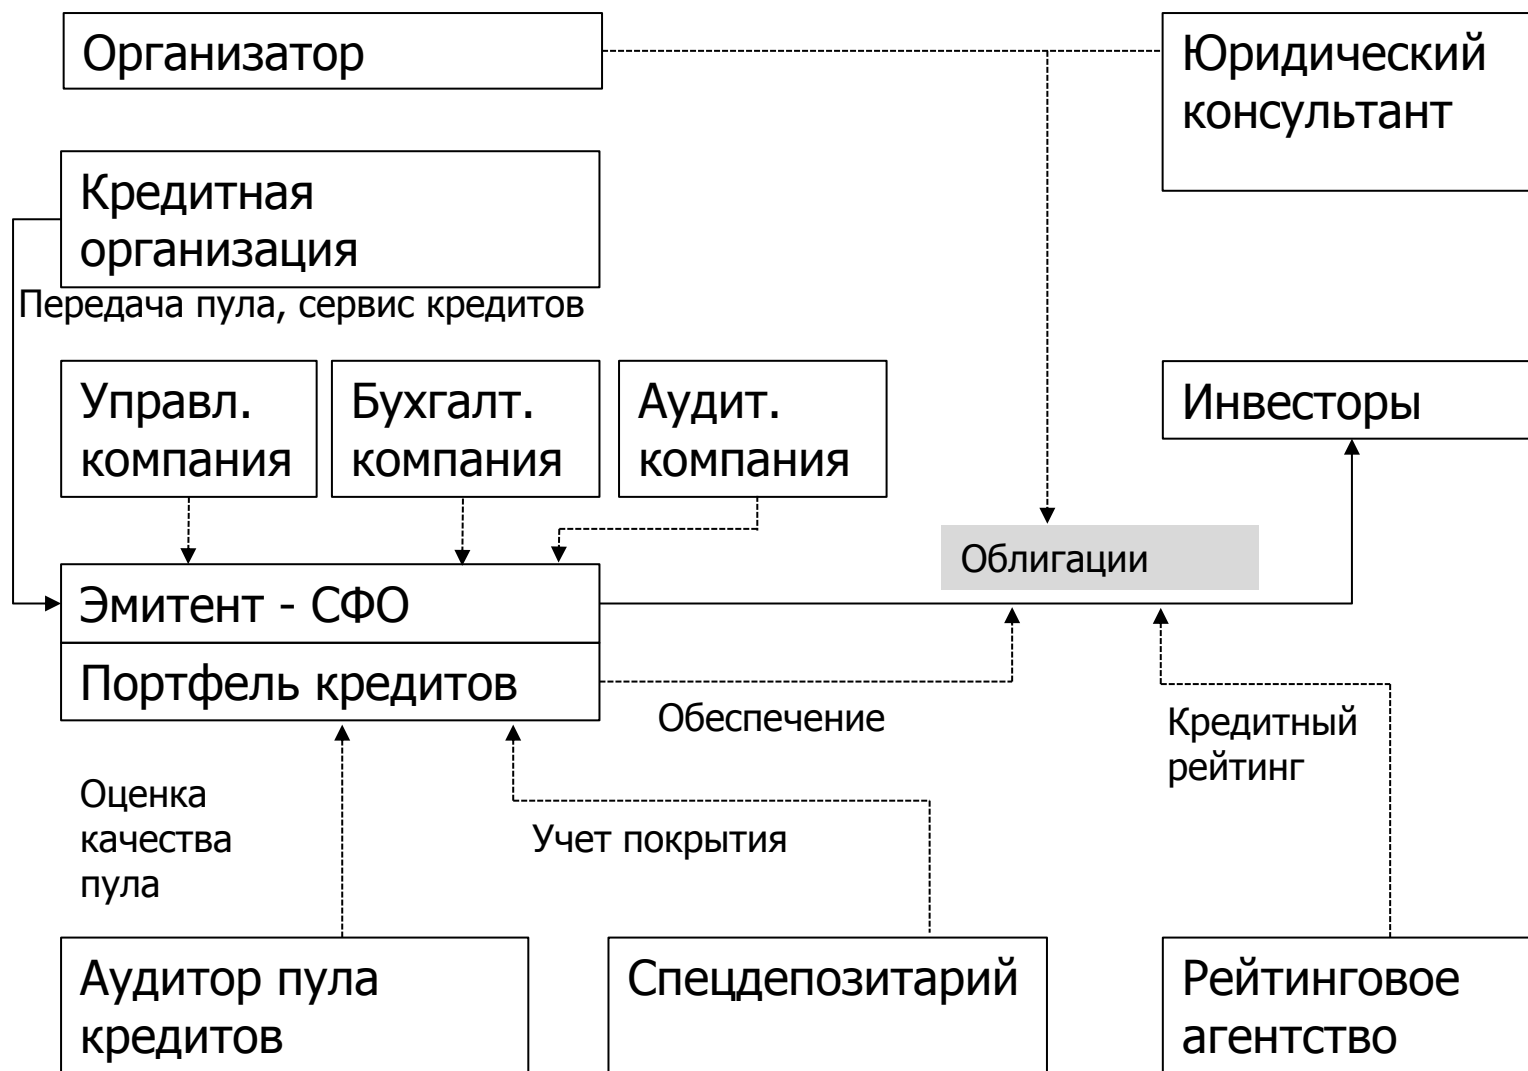 Организатор
Юридический
консультант
Кредитная
организация
Передача пула, сервис кредитов
Управл.
компания
Бухгалт.
компания
Аудит.
компания
Инвесторы
Облигации
Эмитент - СФО
Портфель кредитов
Обеспечение
Кредитный
рейтинг
Оценка
качества
пула
Учет покрытия
Аудитор пула
кредитов
Спецдепозитарий
Рейтинговое
агентство